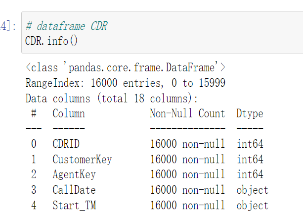 4]: # dataframe CDR
CDR.info()
<class 'pandas.core.frame.DataFrame'>
RangeIndex: 16000 entries, 0 to 15999
Data columns (total 18 columns):
 #   Column       Non-Null Count  Dtype
---  ------       --------------  -----
 0   CDRID        16000 non-null  int64
 1   CustomerKey  16000 non-null  int64
 2   AgentKey     16000 non-null  int64
 3   CallDate     16000 non-null  object
 4   Start_TM     16000 non-null  object